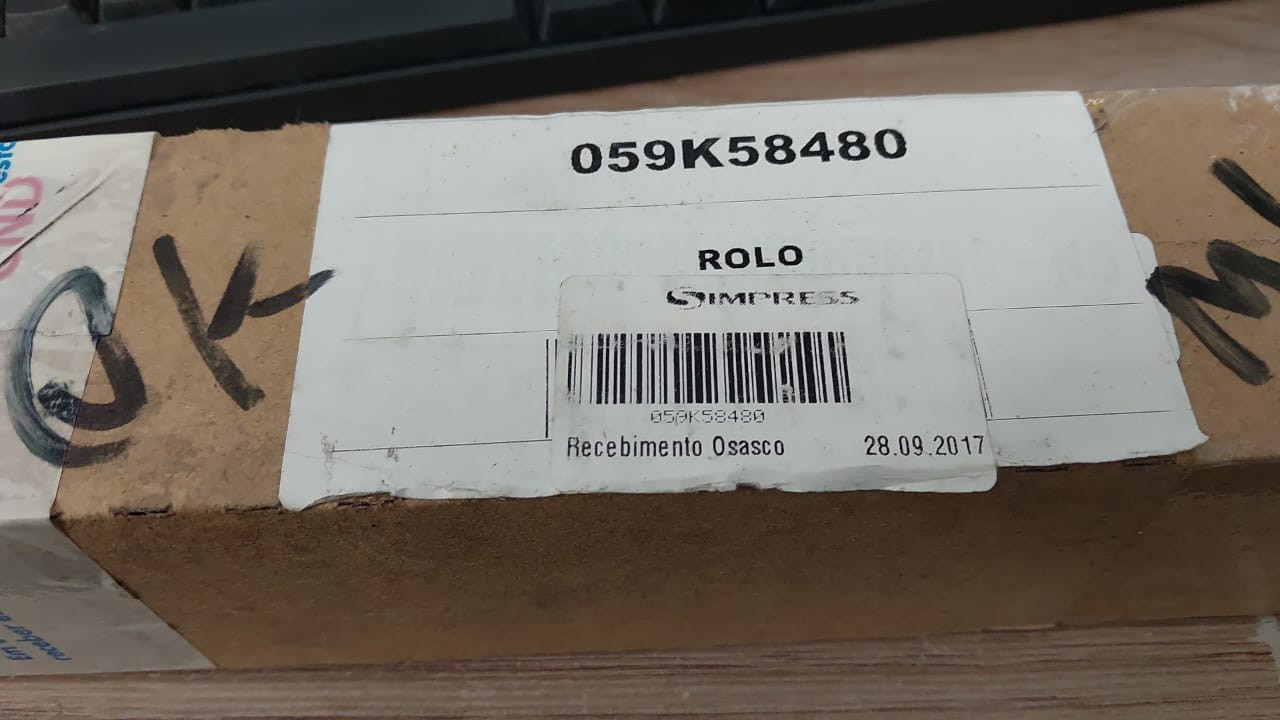 059K58480
ROLO
SIMPRESS
059K58480
Recebimento Osasco 28.09.2017
OK